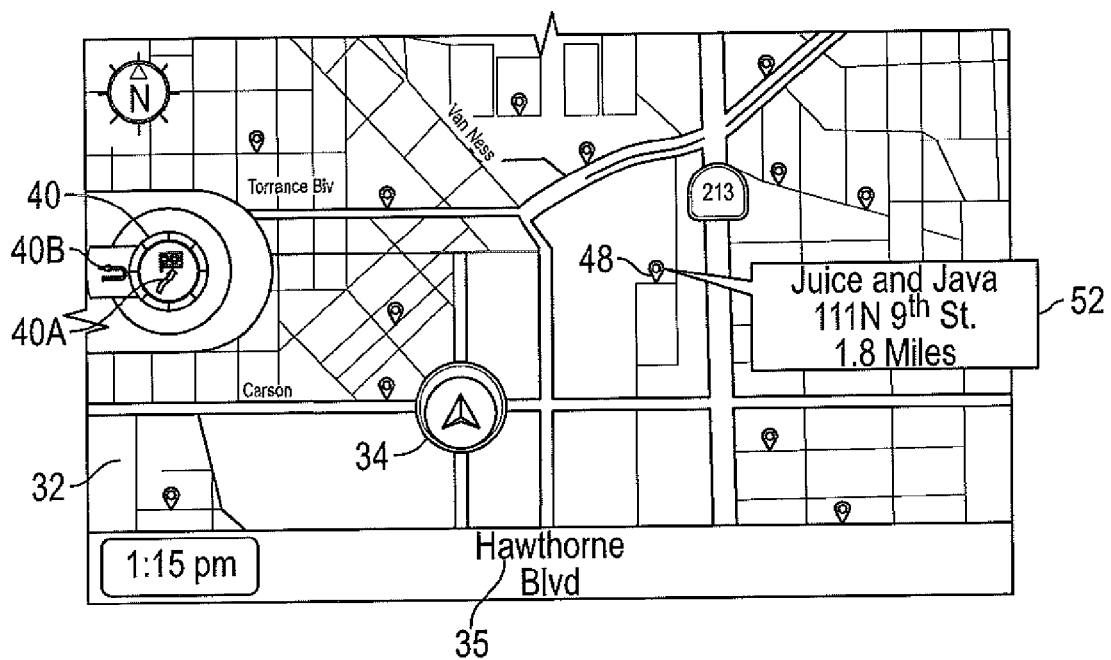 N
Van Ness
Torrance Blv
213
40
40B
40A
48
Juice and Java
111N 9th St.
1.8 Miles
52
Carson
34
32
1:15 pm
Hawthorne
Blvd
35